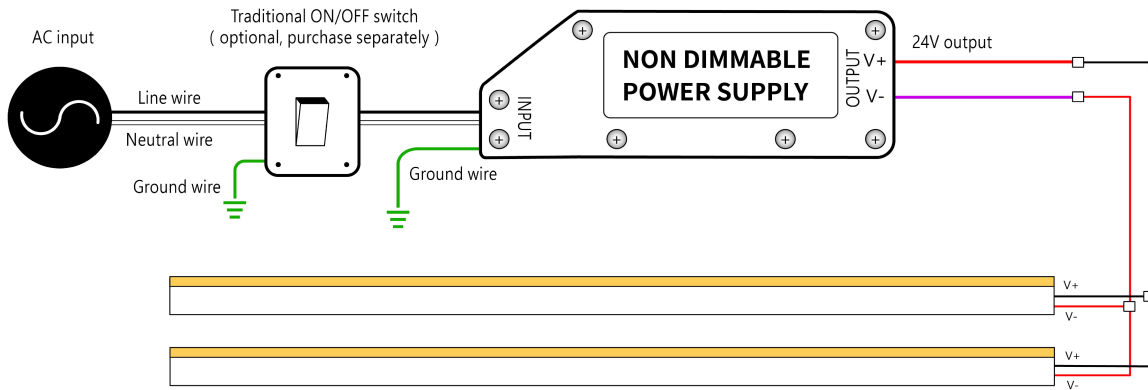 AC input
Traditional ON/OFF switch
( optional, purchase separately )
Line wire
Neutral wire
Ground wire
Ground wire
INPUT
NON DIMMABLE
POWER SUPPLY
OUTPUT
V+
V-
24V output
V+
V-
V+
V-